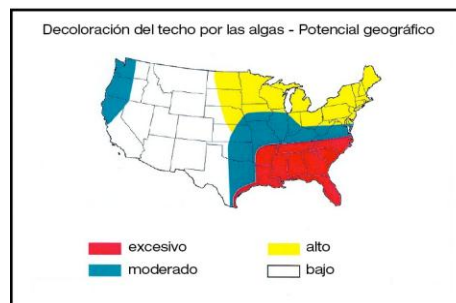 Decoloración del techo por las algas - Potencial geográfico
excesivo
alto
moderado
bajo